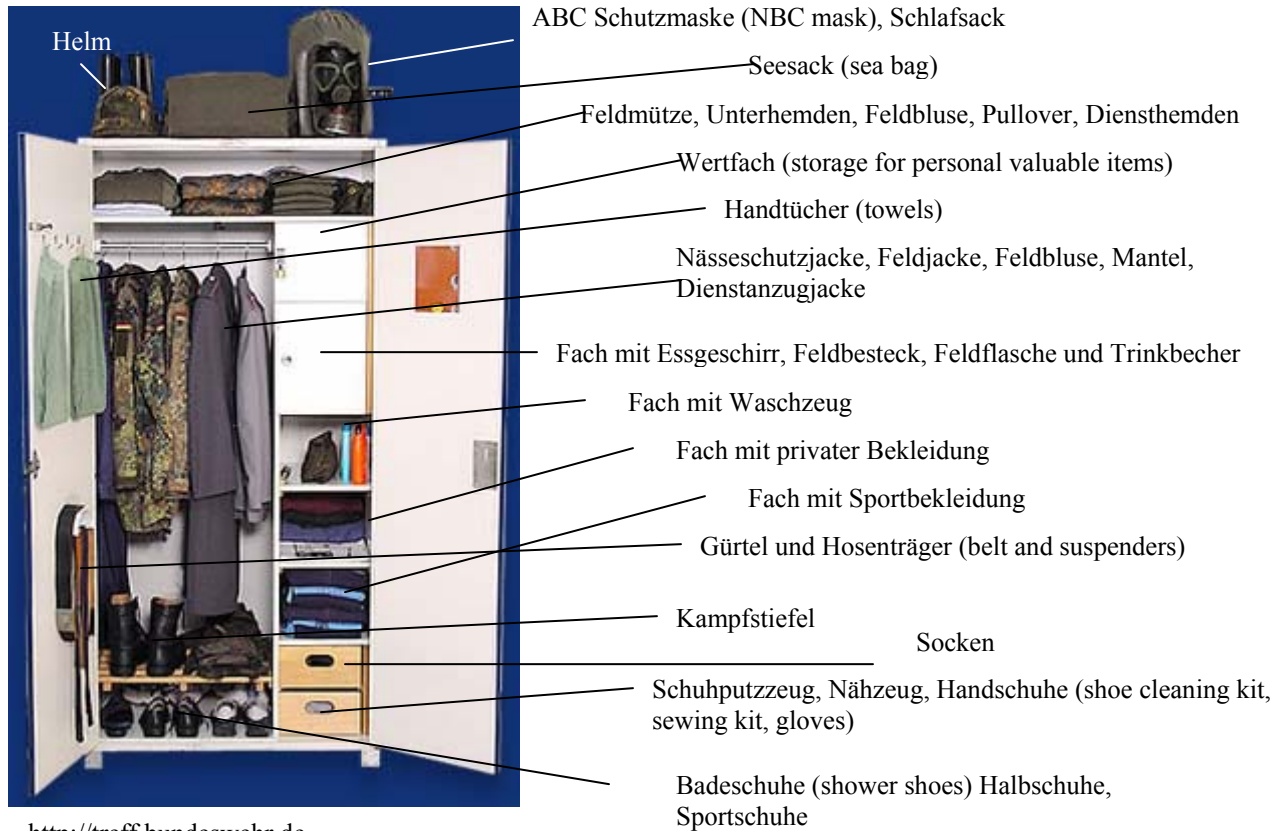 ABC Schutzmaske (NBC mask), Schlafsack
Helm
Seesack (sea bag)
Feldmütze, Unterhemden, Feldbluse, Pullover, Diensthemden
Wertfach (storage for personal valuable items)
Handtücher (towels)
Nässeschutzjacke, Feldjacke, Feldbluse, Mantel,
Dienstanzugjacke
Fach mit Essgeschirr, Feldbesteck, Feldflasche und Trinkbecher
Fach mit Waschzeug
Fach mit privater Bekleidung
Fach mit Sportbekleidung
Gürtel und Hosenträger (belt and suspenders)
Kampfstiefel
Socken
Schuhputzzeug, Nähzeug, Handschuhe (shoe cleaning kit,
sewing kit, gloves)
Badeschuhe (shower shoes) Halbschuhe,
Sportschuhe
http://treff.bundeswehr.de